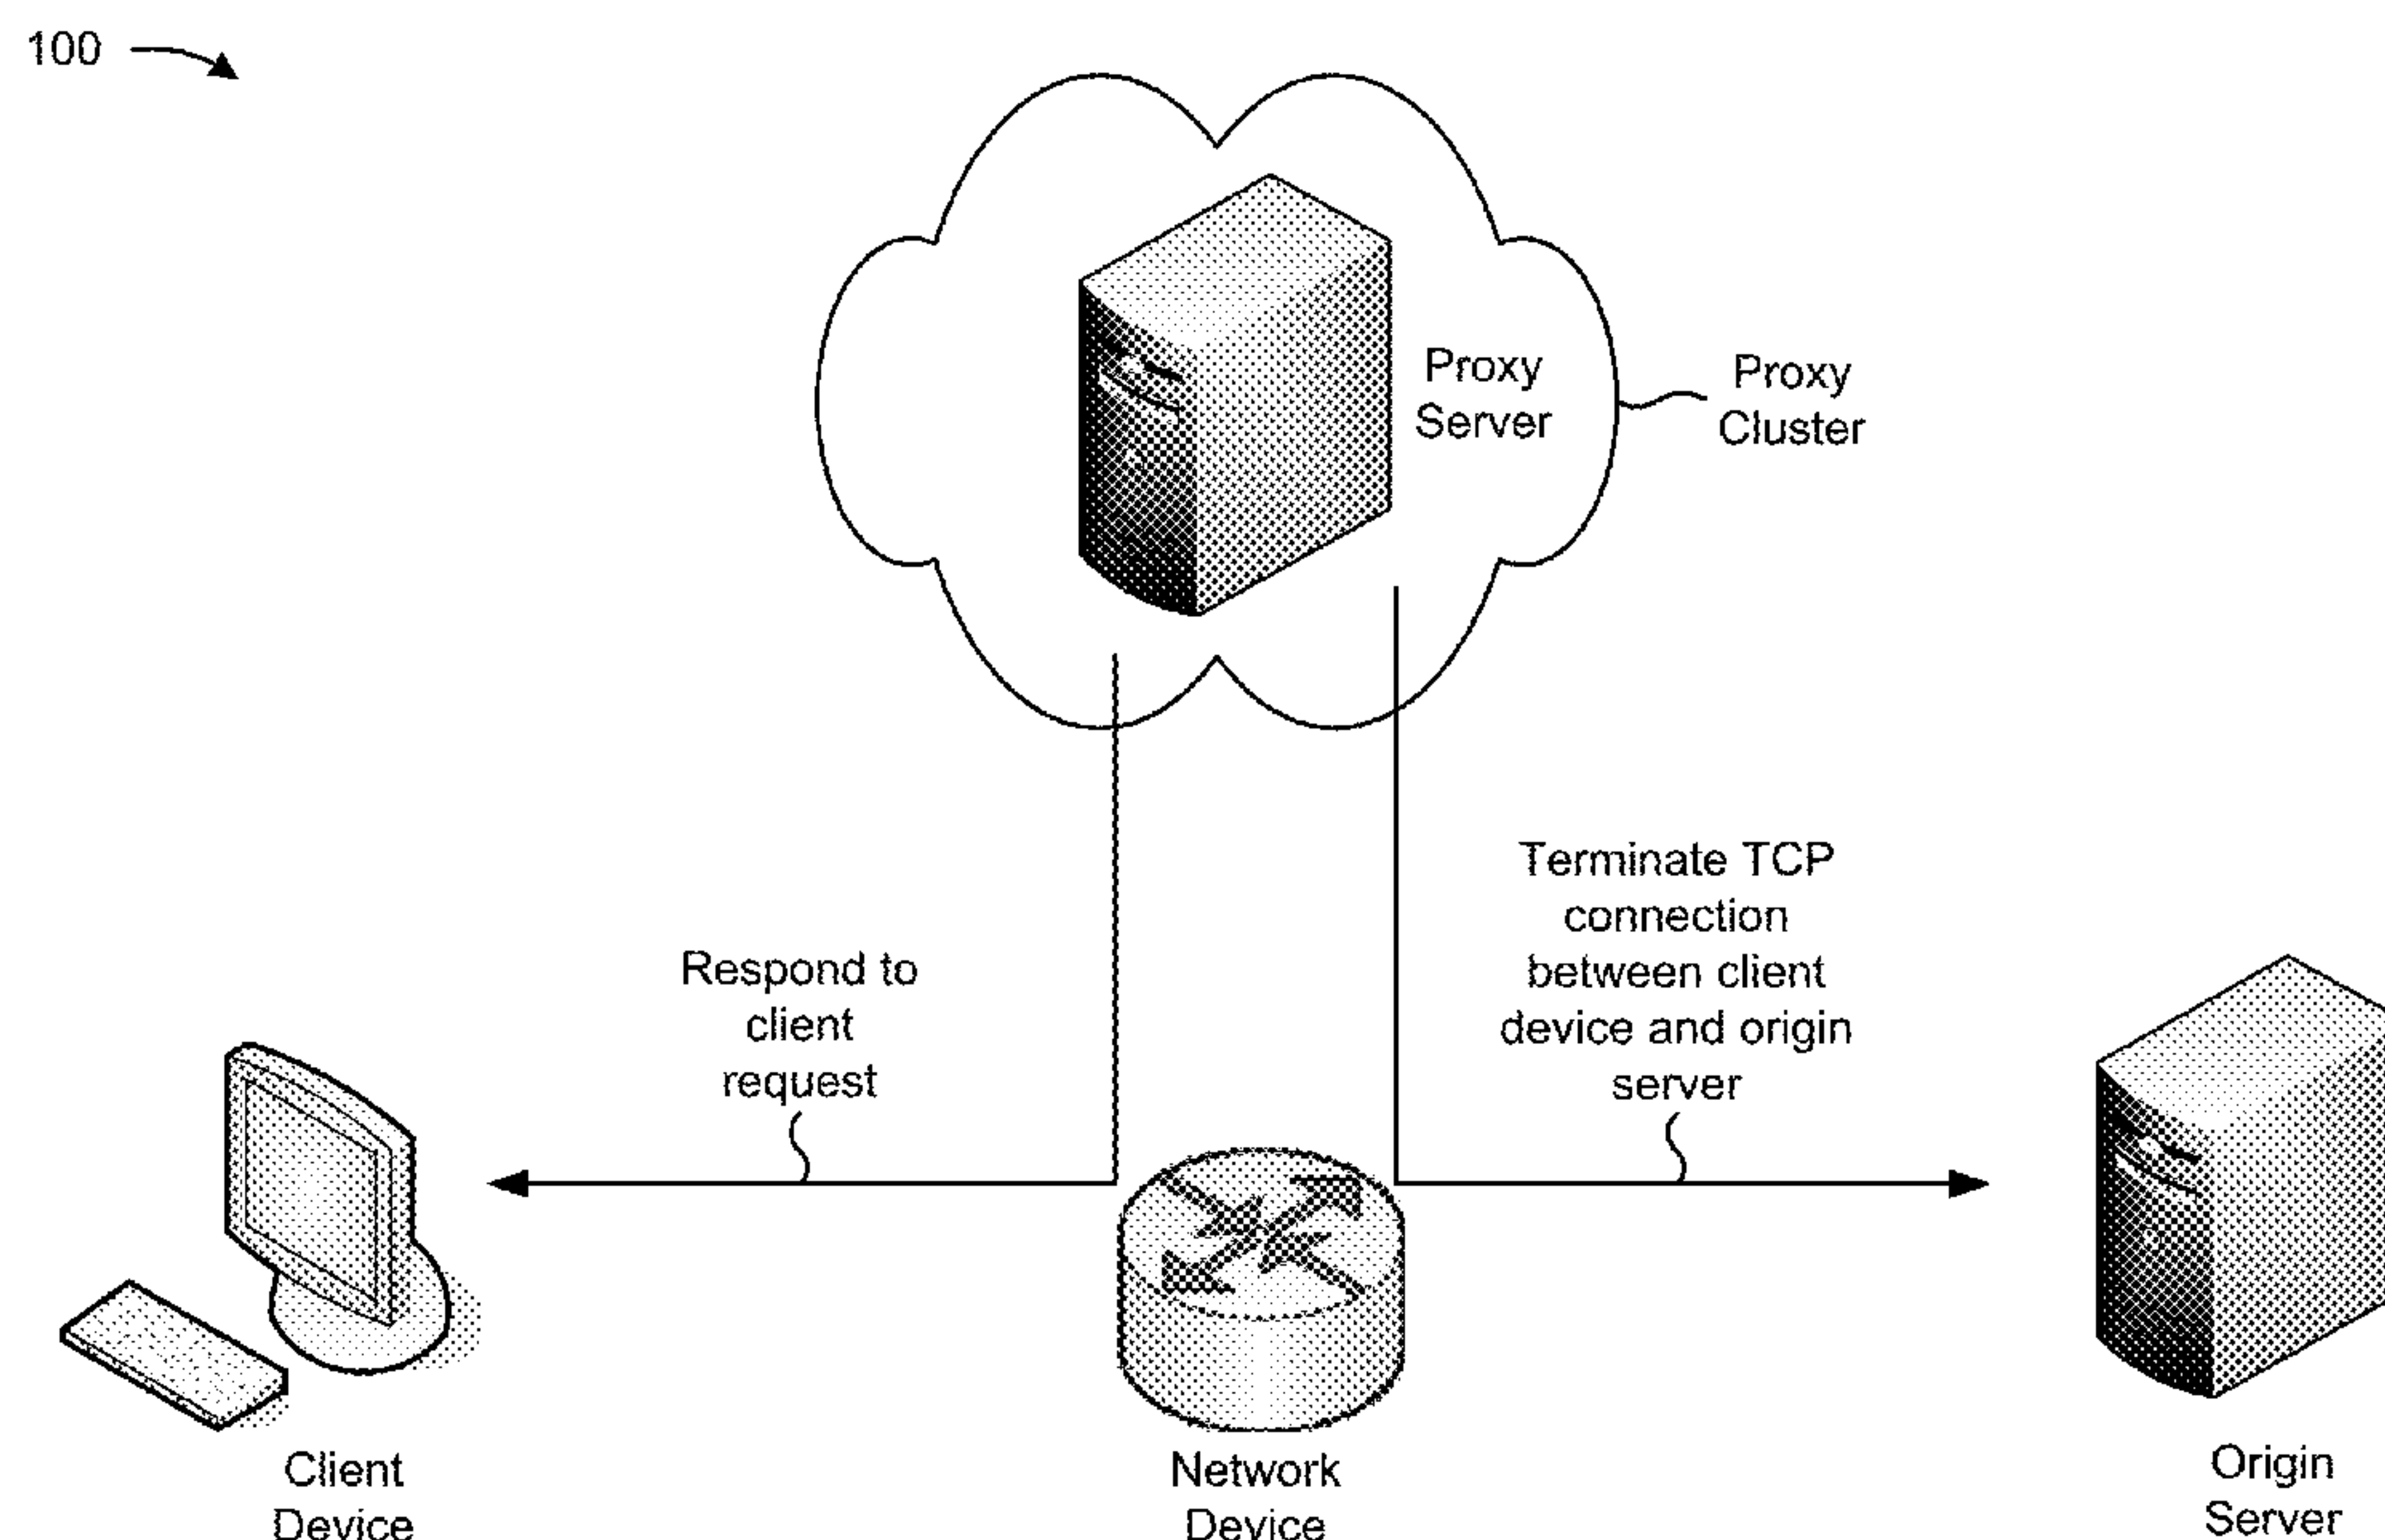 100
Proxy
Server
Proxy
Cluster
Terminate TCP
connection
between client
device and origin
server
Respond to
client
request
Client
Device
Network
Device
Origin
Server